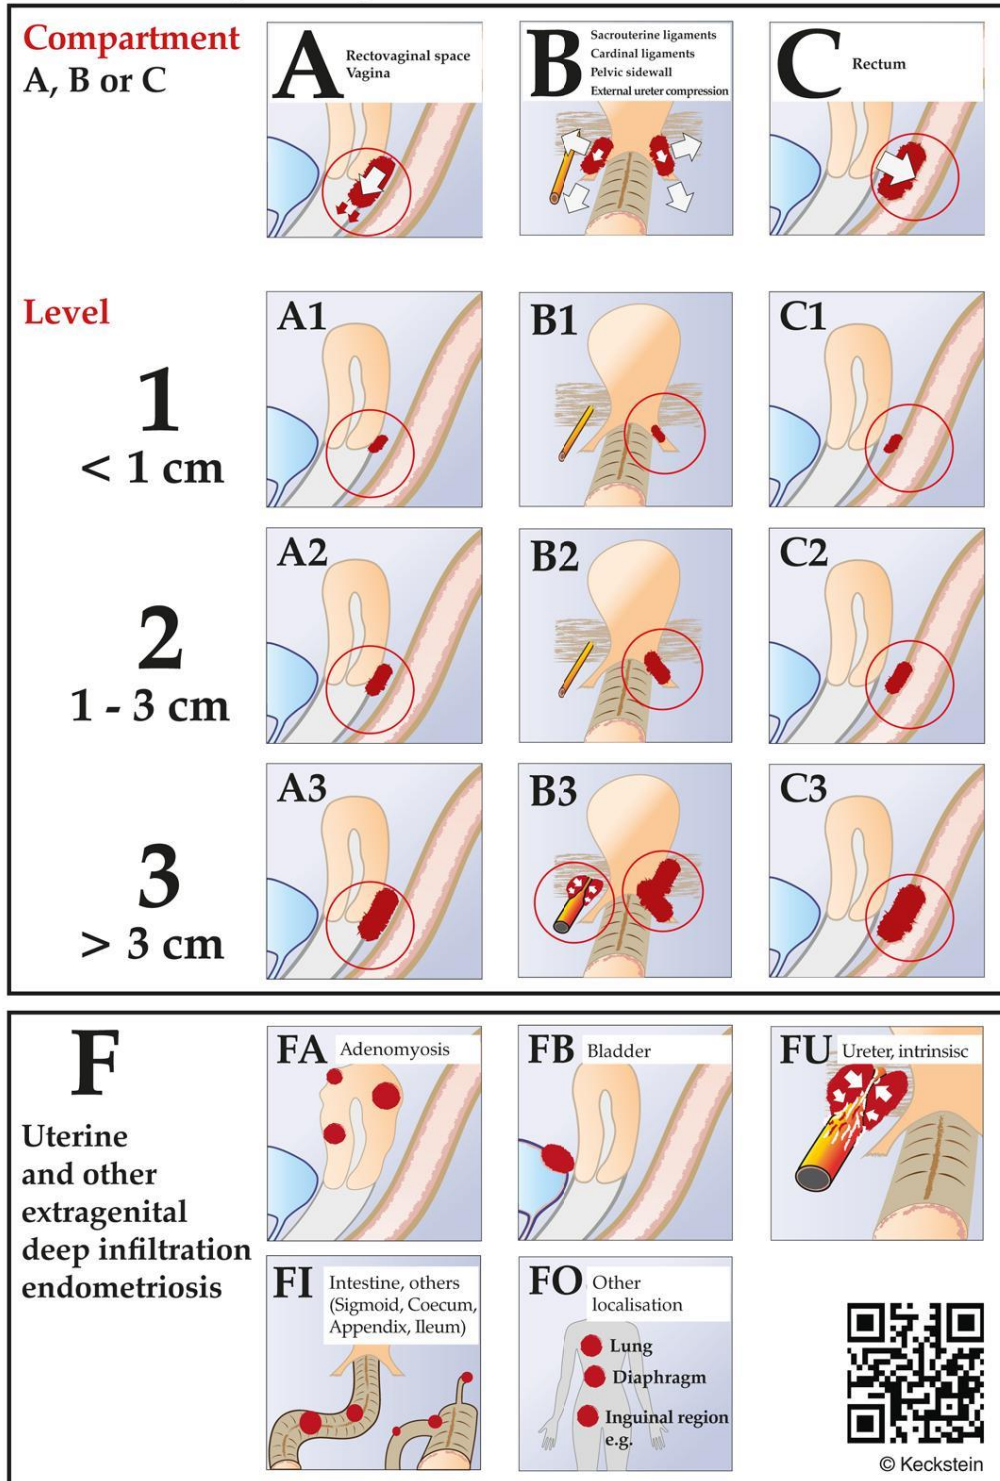 Compartment
A, B or C
A
Rectovaginal space
Vagina
B
Sacrouterine ligaments
Cardinal ligaments
Pelvic sidewall
External ureter compression
C
Rectum
Level
1
< 1 cm
A1
B1
C1
2
1 - 3 cm
A2
B2
C2
3
> 3 cm
A3
B3
C3
F
Uterine
and other
extragenital
deep infiltration
endometriosis
FA Adenomyosis
FB Bladder
FU Ureter, intrinsisc
FI
Intestine, others
(Sigmoid, Coecum,
Appendix, Ileum)
FO
Other
localisation
Lung
Diaphragm
Inguinal region
e.g.
© Keckstein